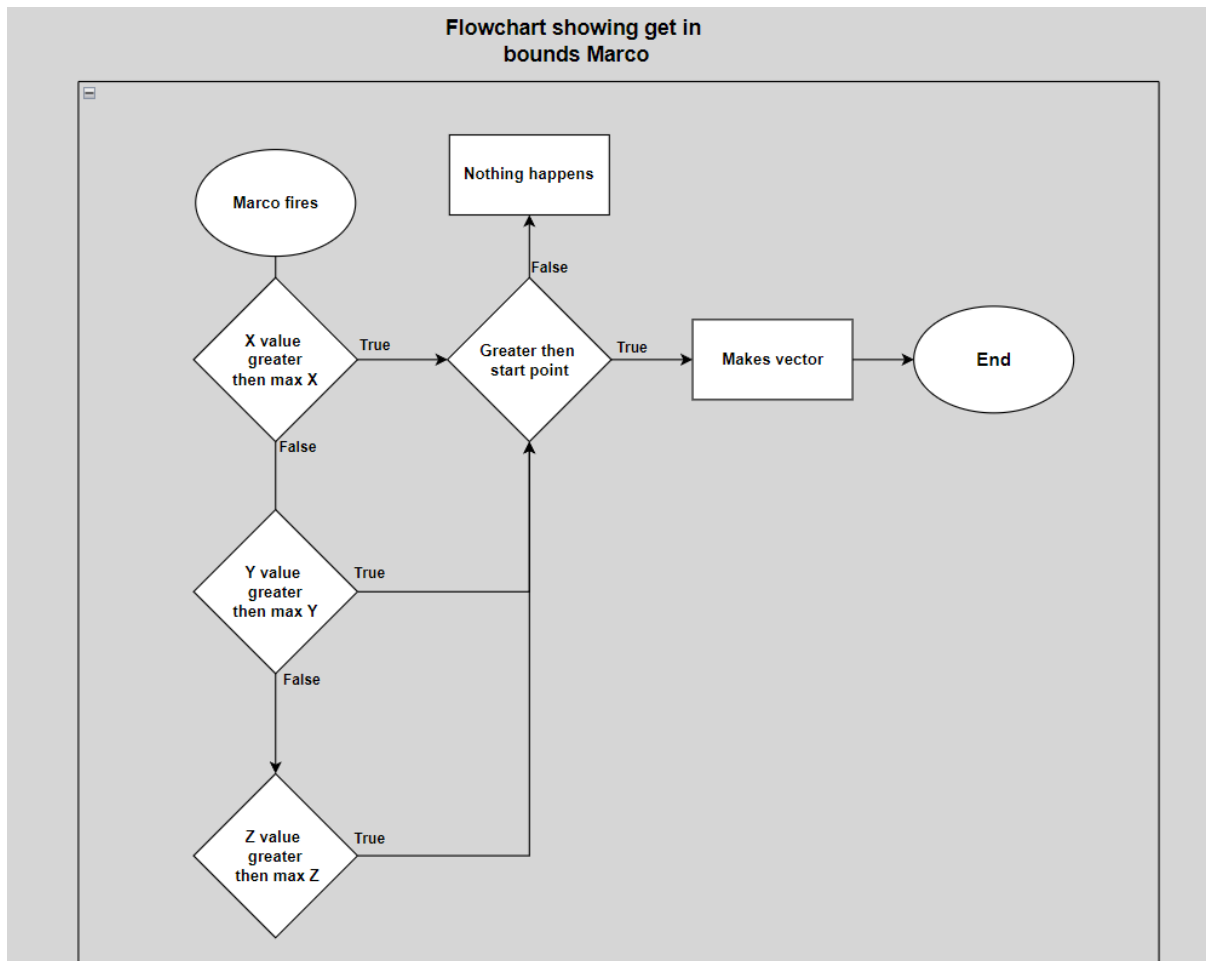 Flowchart showing get in
bounds Marco
Marco fires
Nothing happens
False
X value
greater
then max X
True
Greater then
start point
True
Makes vector
End
False
Y value
greater
then max Y
True
False
Z value
greater
then max Z
True